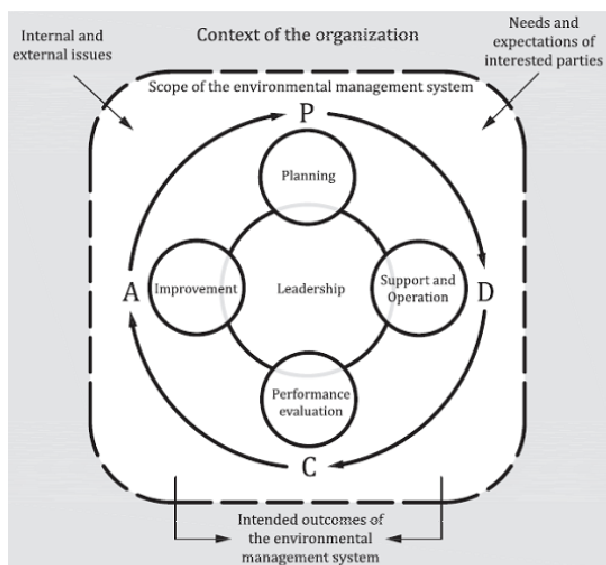 Internal and
external issues
Context of the organization
Needs and
expectations of
interested parties
Scope of the environmental management system
P
Planning
A
Improvement
Leadership
Support and
Operation
D
Performance
evaluation
C
Intended outcomes of
the environmental
management system